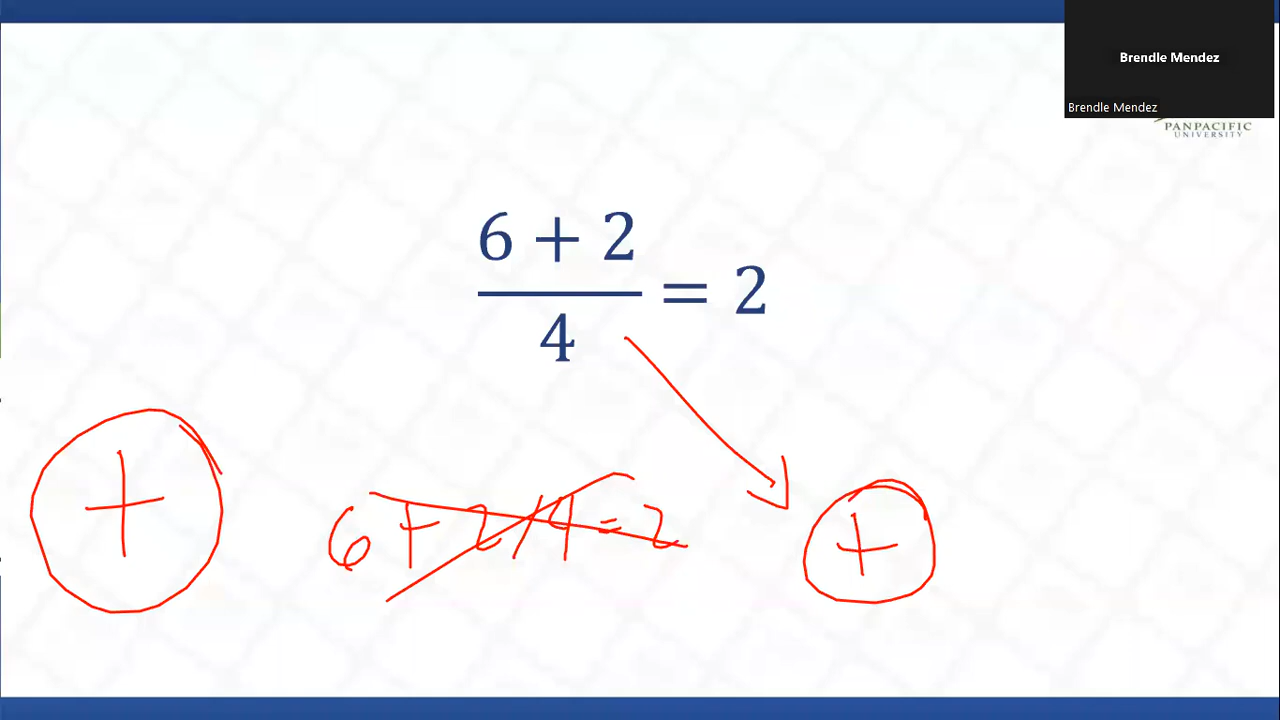 Brendle Mendez
Brendle Mendez
PANPACIFIC
UNIVERSITY
6 + 2
4
= 2
+
6 + 2/4 = 2
+